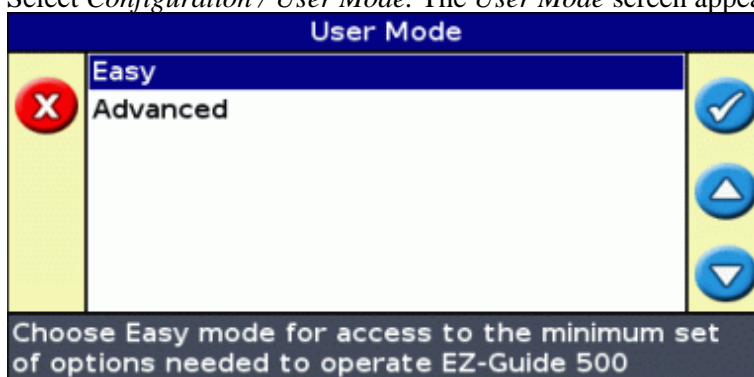 Select Configuration / User Mode. The User Mode screen appea
User Mode
Easy
Advanced
Choose Easy mode for access to the minimum set
of options needed to operate EZ-Guide 500